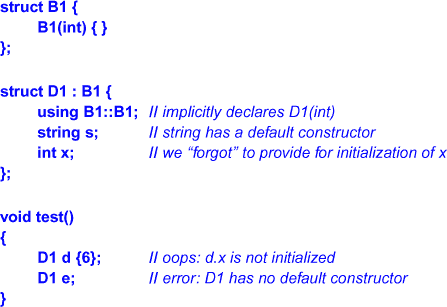 struct B1 {
B1(int) { }
};
struct D1 : B1 {
using B1::B1; // implicitly declares D1(int)
string s; // string has a default constructor
int x; // we “forgot” to provide for initialization of x
};
void test()
{
D1 d {6}; // oops: d.x is not initialized
D1 e; // error: D1 has no default constructor
}